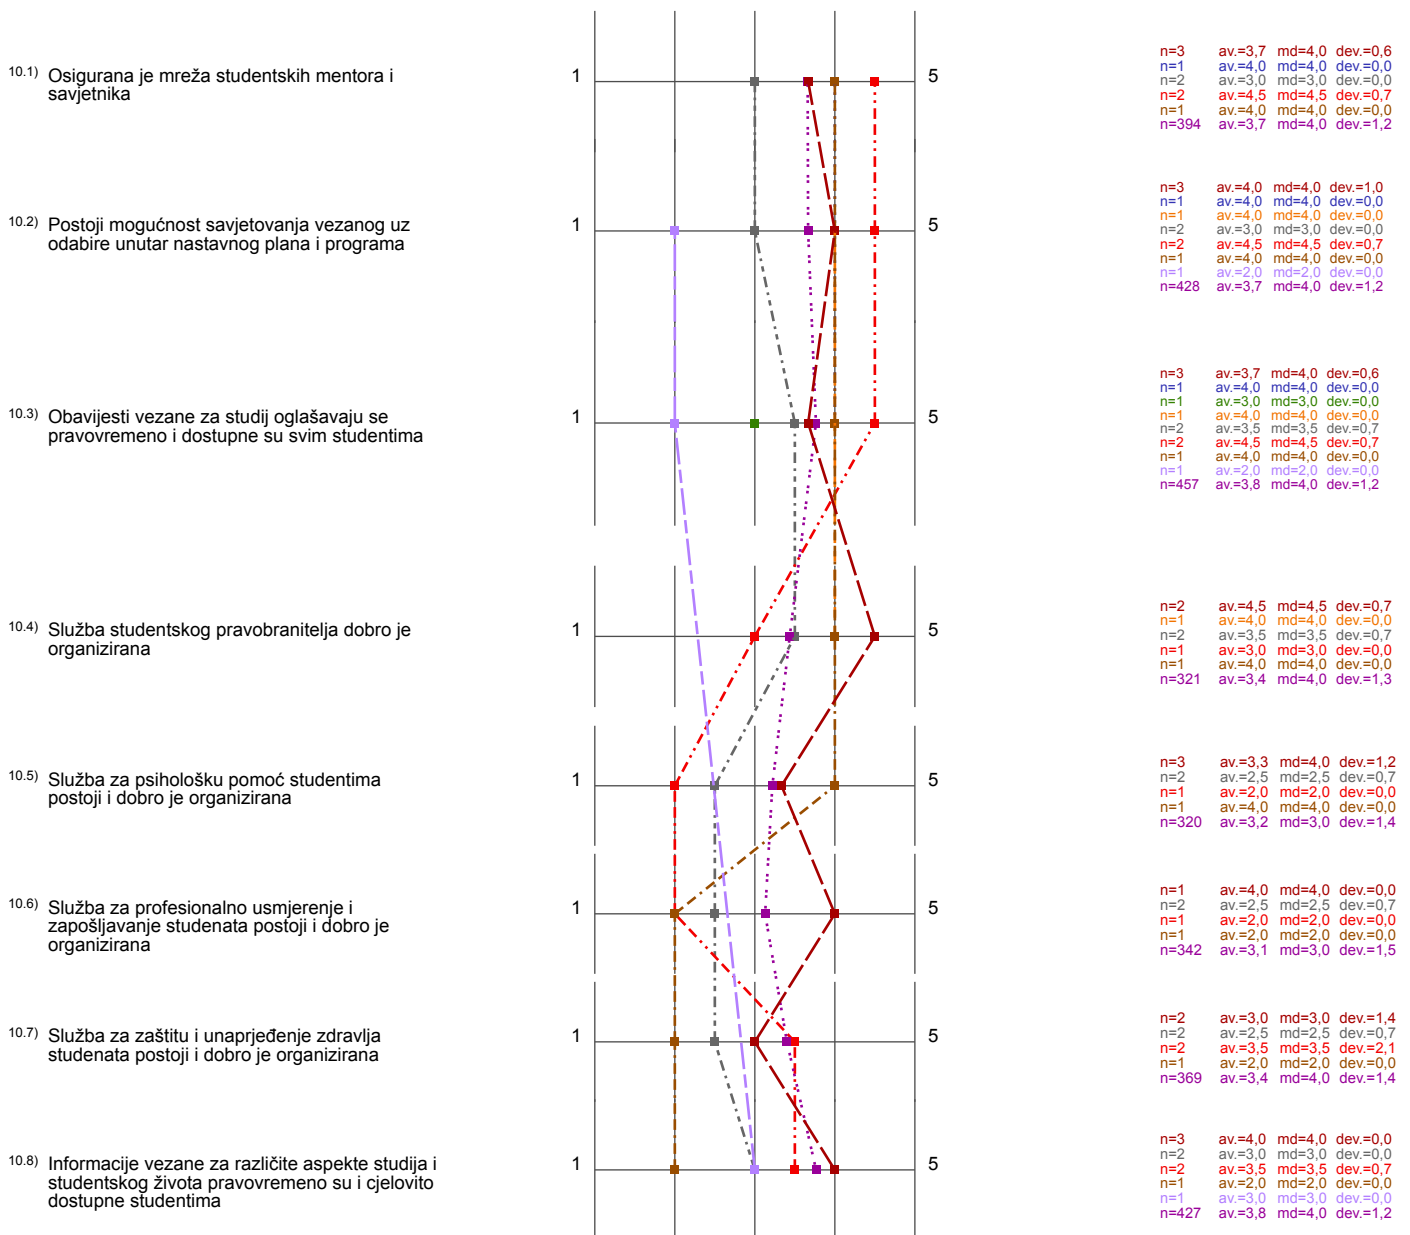 10.1) Osigurana je mreža studentskih mentora i
savjetnika
1
5
n=3 av.=3,7 md=4,0 dev.=0,6
n=1 av.=4,0 md=4,0 dev.=0,0
n=2 av.=3,0 md=3,0 dev.=0,0
n=2 av.=4,5 md=4,5 dev.=0,7
n=1 av.=4,0 md=4,0 dev.=0,0
n=394 av.=3,7 md=4,0 dev.=1,2
10.2) Postoji mogućnost savjetovanja vezanog uz
odabire unutar nastavnog plana i programa
1
5
n=3 av.=4,0 md=4,0 dev.=1,0
n=1 av.=4,0 md=4,0 dev.=0,0
n=1 av.=4,0 md=4,0 dev.=0,0
n=2 av.=3,0 md=3,0 dev.=0,0
n=2 av.=4,5 md=4,5 dev.=0,7
n=1 av.=4,0 md=4,0 dev.=0,0
n=1 av.=2,0 md=2,0 dev.=0,0
n=428 av.=3,7 md=4,0 dev.=1,2
10.3) Obavijesti vezane za studij oglašavaju se
pravovremeno i dostupne su svim studentima
1
5
n=3 av.=3,7 md=4,0 dev.=0,6
n=1 av.=4,0 md=4,0 dev.=0,0
n=1 av.=3,0 md=3,0 dev.=0,0
n=1 av.=4,0 md=4,0 dev.=0,0
n=2 av.=3,5 md=3,5 dev.=0,7
n=2 av.=4,5 md=4,5 dev.=0,7
n=1 av.=4,0 md=4,0 dev.=0,0
n=1 av.=2,0 md=2,0 dev.=0,0
n=457 av.=3,8 md=4,0 dev.=1,2
10.4) Služba studentskog pravobranitelja dobro je
organizirana
1
5
n=2 av.=4,5 md=4,5 dev.=0,7
n=1 av.=4,0 md=4,0 dev.=0,0
n=2 av.=3,5 md=3,5 dev.=0,7
n=1 av.=3,0 md=3,0 dev.=0,0
n=1 av.=4,0 md=4,0 dev.=0,0
n=321 av.=3,4 md=4,0 dev.=1,3
10.5) Služba za psihološku pomoć studentima
postoji i dobro je organizirana
1
5
n=3 av.=3,3 md=4,0 dev.=1,2
n=2 av.=2,5 md=2,5 dev.=0,7
n=1 av.=2,0 md=2,0 dev.=0,0
n=1 av.=4,0 md=4,0 dev.=0,0
n=320 av.=3,2 md=3,0 dev.=1,4
10.6) Služba za profesionalno usmjerenje i
zapošljavanje studenata postoji i dobro je
organizirana
1
5
n=1 av.=4,0 md=4,0 dev.=0,0
n=2 av.=2,5 md=2,5 dev.=0,7
n=1 av.=2,0 md=2,0 dev.=0,0
n=1 av.=2,0 md=2,0 dev.=0,0
n=342 av.=3,1 md=3,0 dev.=1,5
10.7) Služba za zaštitu i unaprjeđenje zdravlja
studenata postoji i dobro je organizirana
1
5
n=2 av.=3,0 md=3,0 dev.=1,4
n=2 av.=2,5 md=2,5 dev.=0,7
n=2 av.=3,5 md=3,5 dev.=2,1
n=1 av.=2,0 md=2,0 dev.=0,0
n=369 av.=3,4 md=4,0 dev.=1,4
10.8) Informacije vezane za različite aspekte studija i
studentskog života pravovremeno su i cjelovito
dostupne studentima
1
5
n=3 av.=4,0 md=4,0 dev.=0,0
n=2 av.=3,0 md=3,0 dev.=0,0
n=2 av.=3,5 md=3,5 dev.=0,7
n=1 av.=2,0 md=2,0 dev.=0,0
n=1 av.=3,0 md=3,0 dev.=0,0
n=427 av.=3,8 md=4,0 dev.=1,2